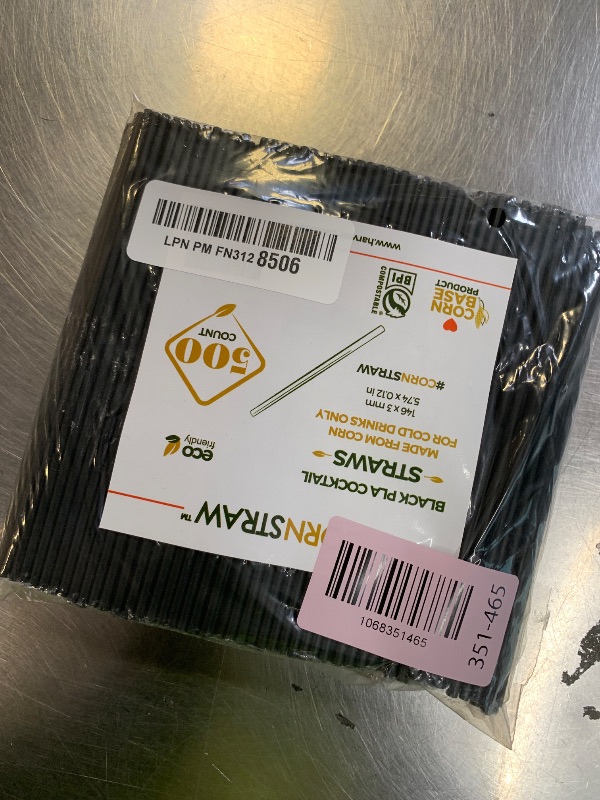 LPN PM FN312 8506
www.harv
ORNSTRAW™
BLACK PLA COCKTAIL
STRAWS
MADE FROM CORN
FOR COLD DRINKS ONLY
146 x 3 mm
5.74 x 0.12 in
#CORNSTRAW
eco
friendly
500
COUNT
CORN
BASE
PRODUCT
BPI
COMPOSTABLE
1068351465
351-465